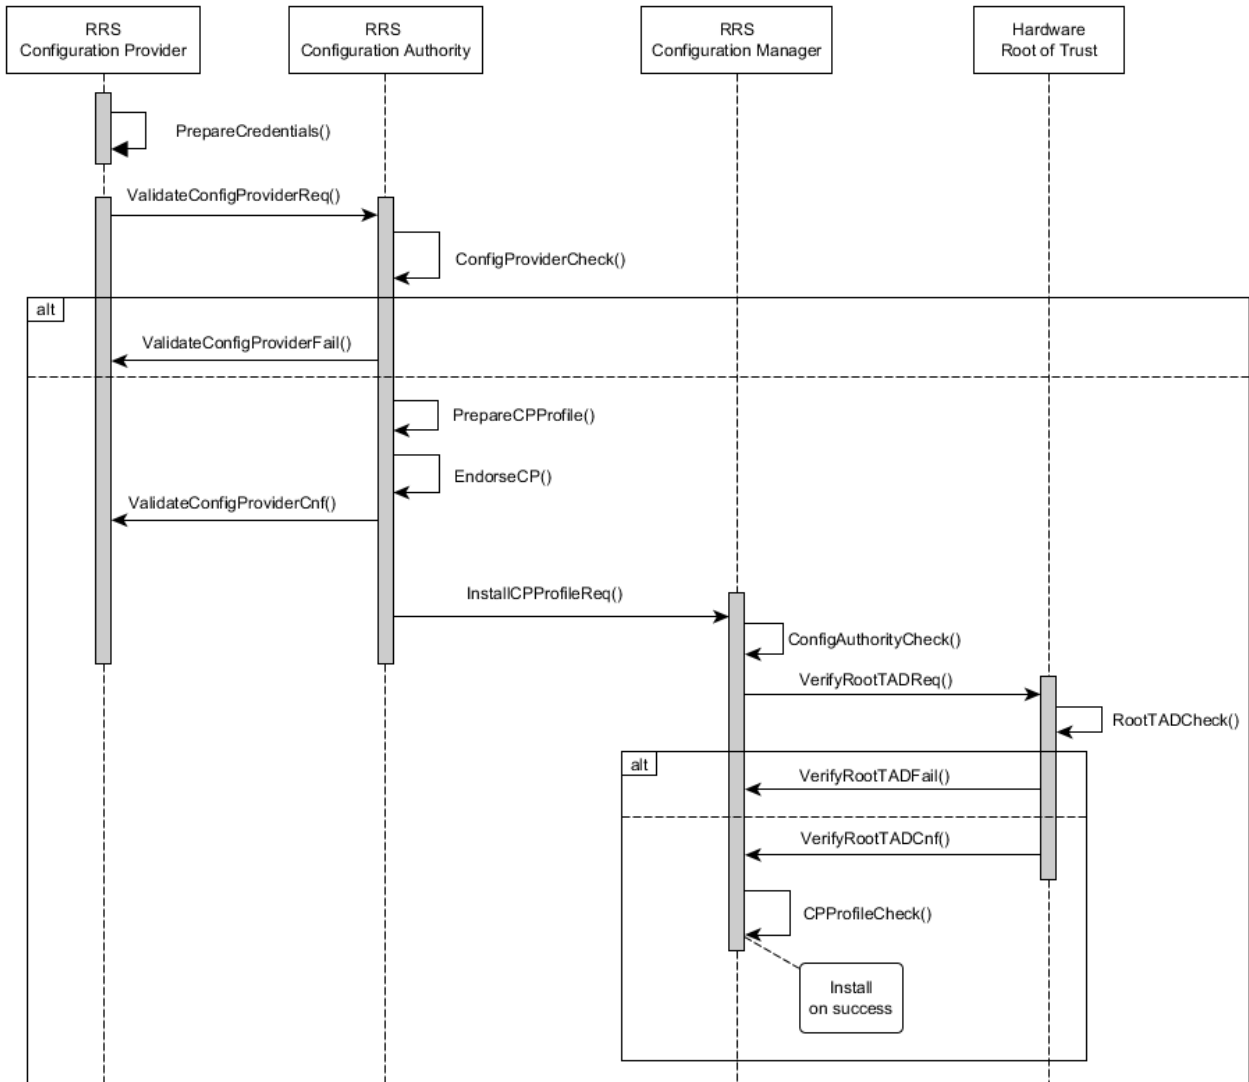 RRS
Configuration Provider
RRS
Configuration Authority
RRS
Configuration Manager
Hardware
Root of Trust
PrepareCredentials()
ValidateConfigProviderReq()
ConfigProviderCheck()
alt
ValidateConfigProviderFail()
PrepareCPProfile()
EndorseCP()
ValidateConfigProviderCnf()
InstallCPProfileReq()
ConfigAuthorityCheck()
VerifyRootTADReq()
RootTADCheck()
alt
VerifyRootTADFail()
VerifyRootTADCnf()
CPProfileCheck()
Install
on success